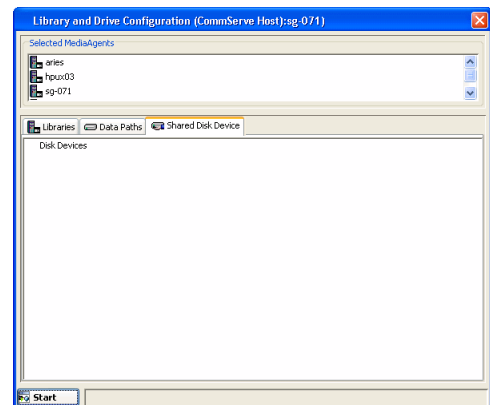 Library and Drive Configuration (CommServe Host):sg-071)
Selected MediaAgents
aries
hpux03
sg-071
Libraries Data Paths Shared Disk Device
Disk Devices
Start